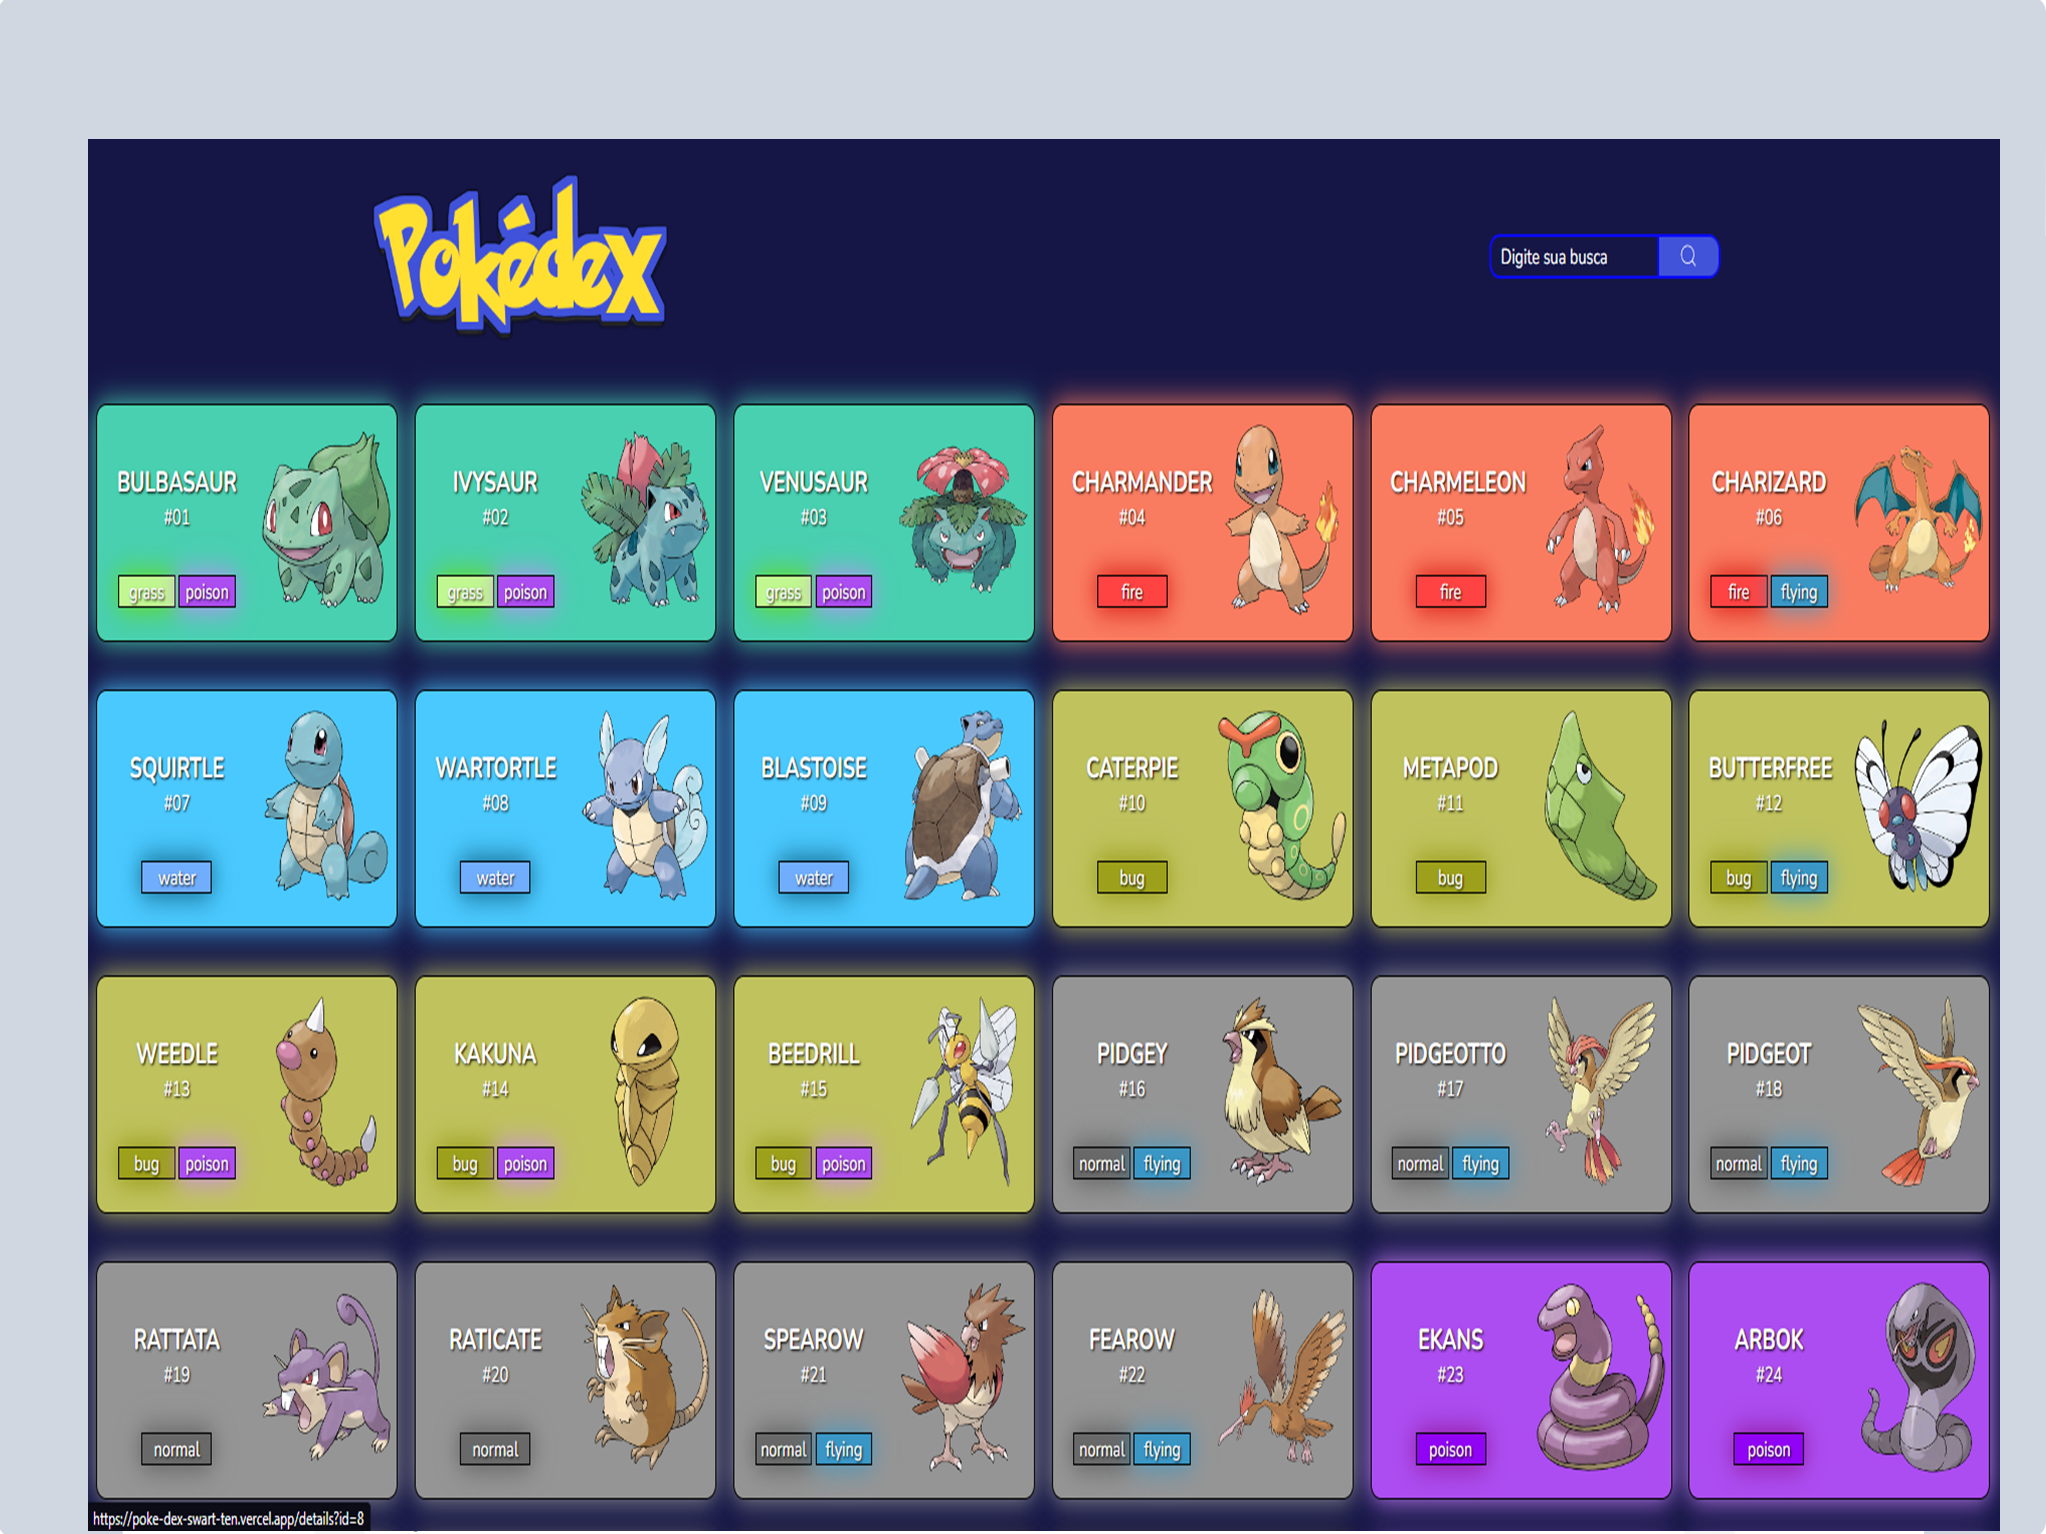 Pokédex
Digite sua busca
BULBASAUR
#01
grass poison
IVYSAUR
#02
grass poison
VENUSAUR
#03
grass poison
CHARMANDER
#04
fire
CHARMELEON
#05
fire
CHARIZARD
#06
fire flying
SQUIRTLE
#07
water
WARTORTLE
#08
water
BLASTOISE
#09
water
CATERPIE
#10
bug
METAPOD
#11
bug
BUTTERFREE
#12
bug flying
WEEDLE
#13
bug poison
KAKUNA
#14
bug poison
BEEDRILL
#15
bug poison
PIDGEY
#16
normal flying
PIDGEOTTO
#17
normal flying
PIDGEOT
#18
normal flying
RATTATA
#19
normal
RATICATE
#20
normal
SPEAROW
#21
normal flying
FEAROW
#22
normal flying
EKANS
#23
poison
ARBOK
#24
poison
https://poke-dex-swart-ten.vercel.app/details?id=8